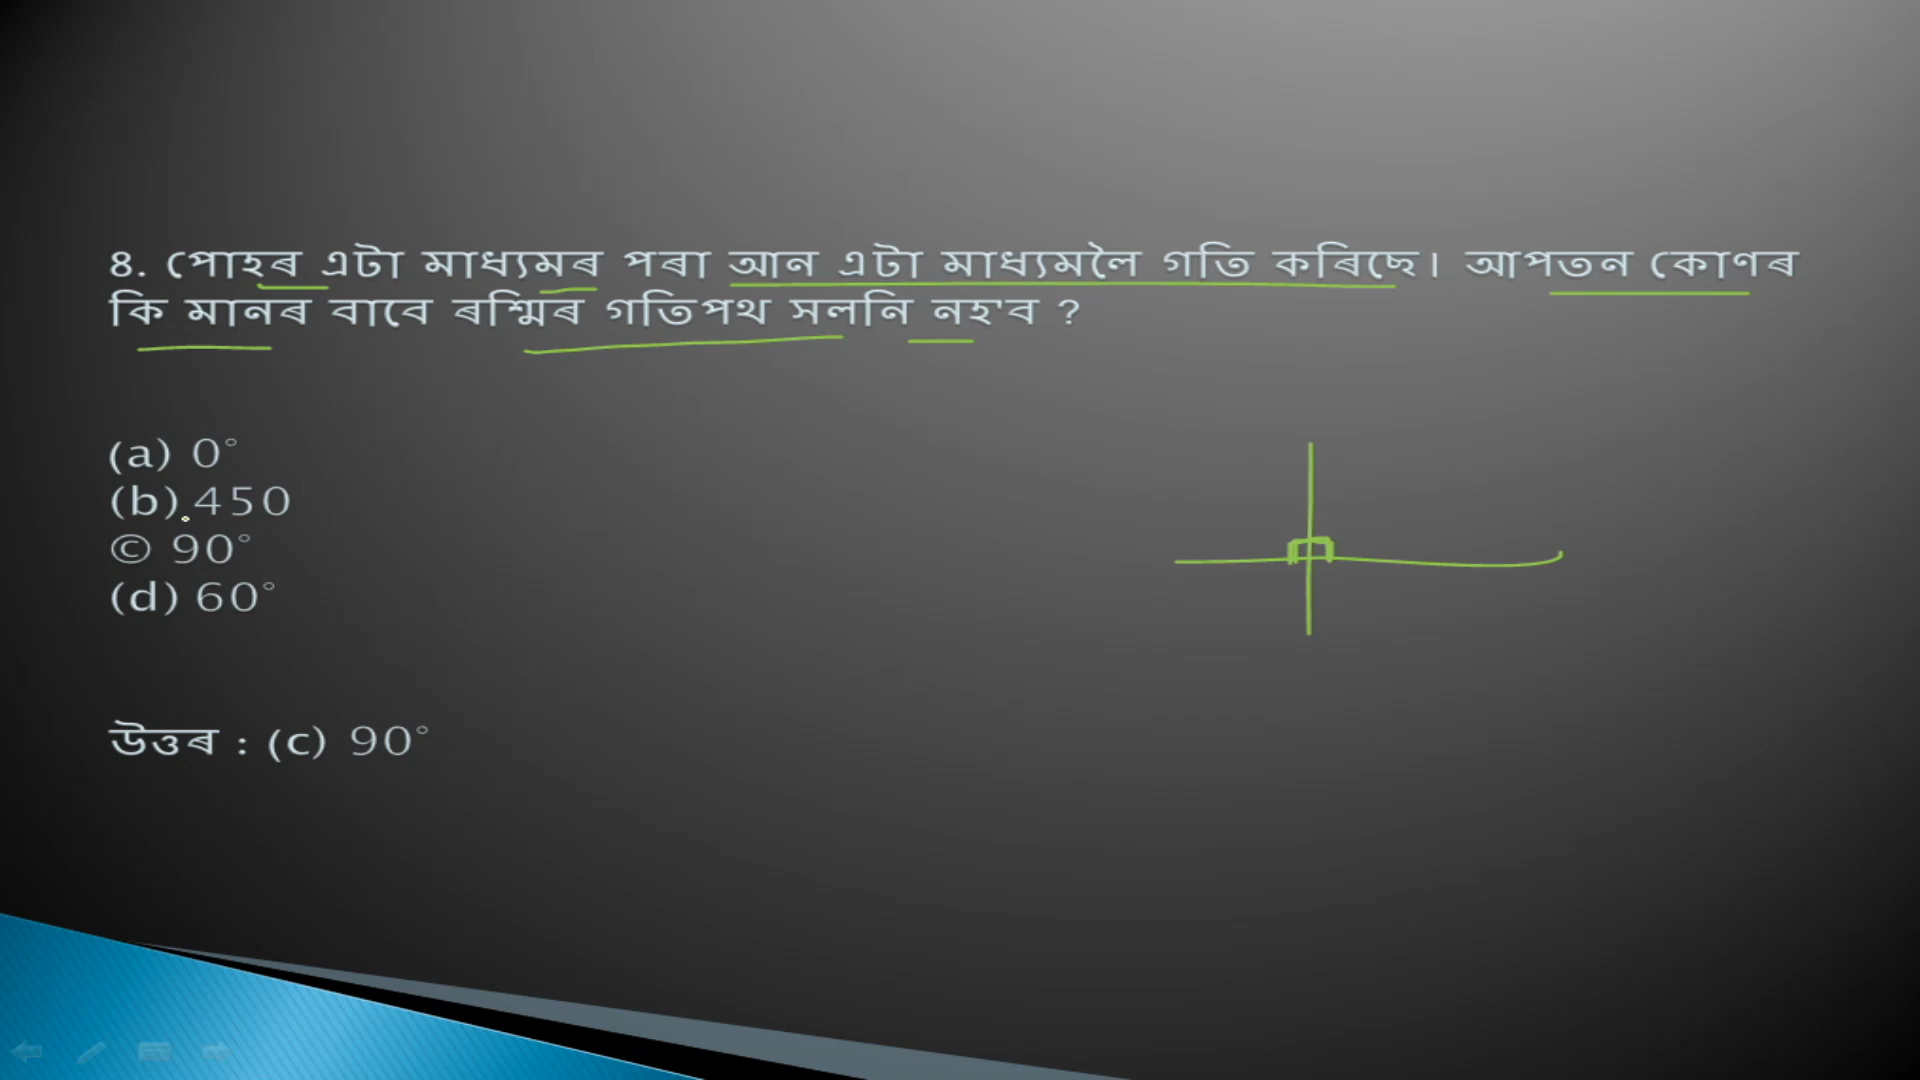 8. পোহৰ এটা মাধ্যমৰ পৰা আন এটা মাধ্যমলৈ গতি কৰিছে। আপতন কোণৰ
কি মানৰ বাবে ৰশ্মিৰ গতিপথ সলনি নহ'ব ?
(a) 0°
(b) 450
© 90°
(d) 60°
উত্তৰ : (c) 90°